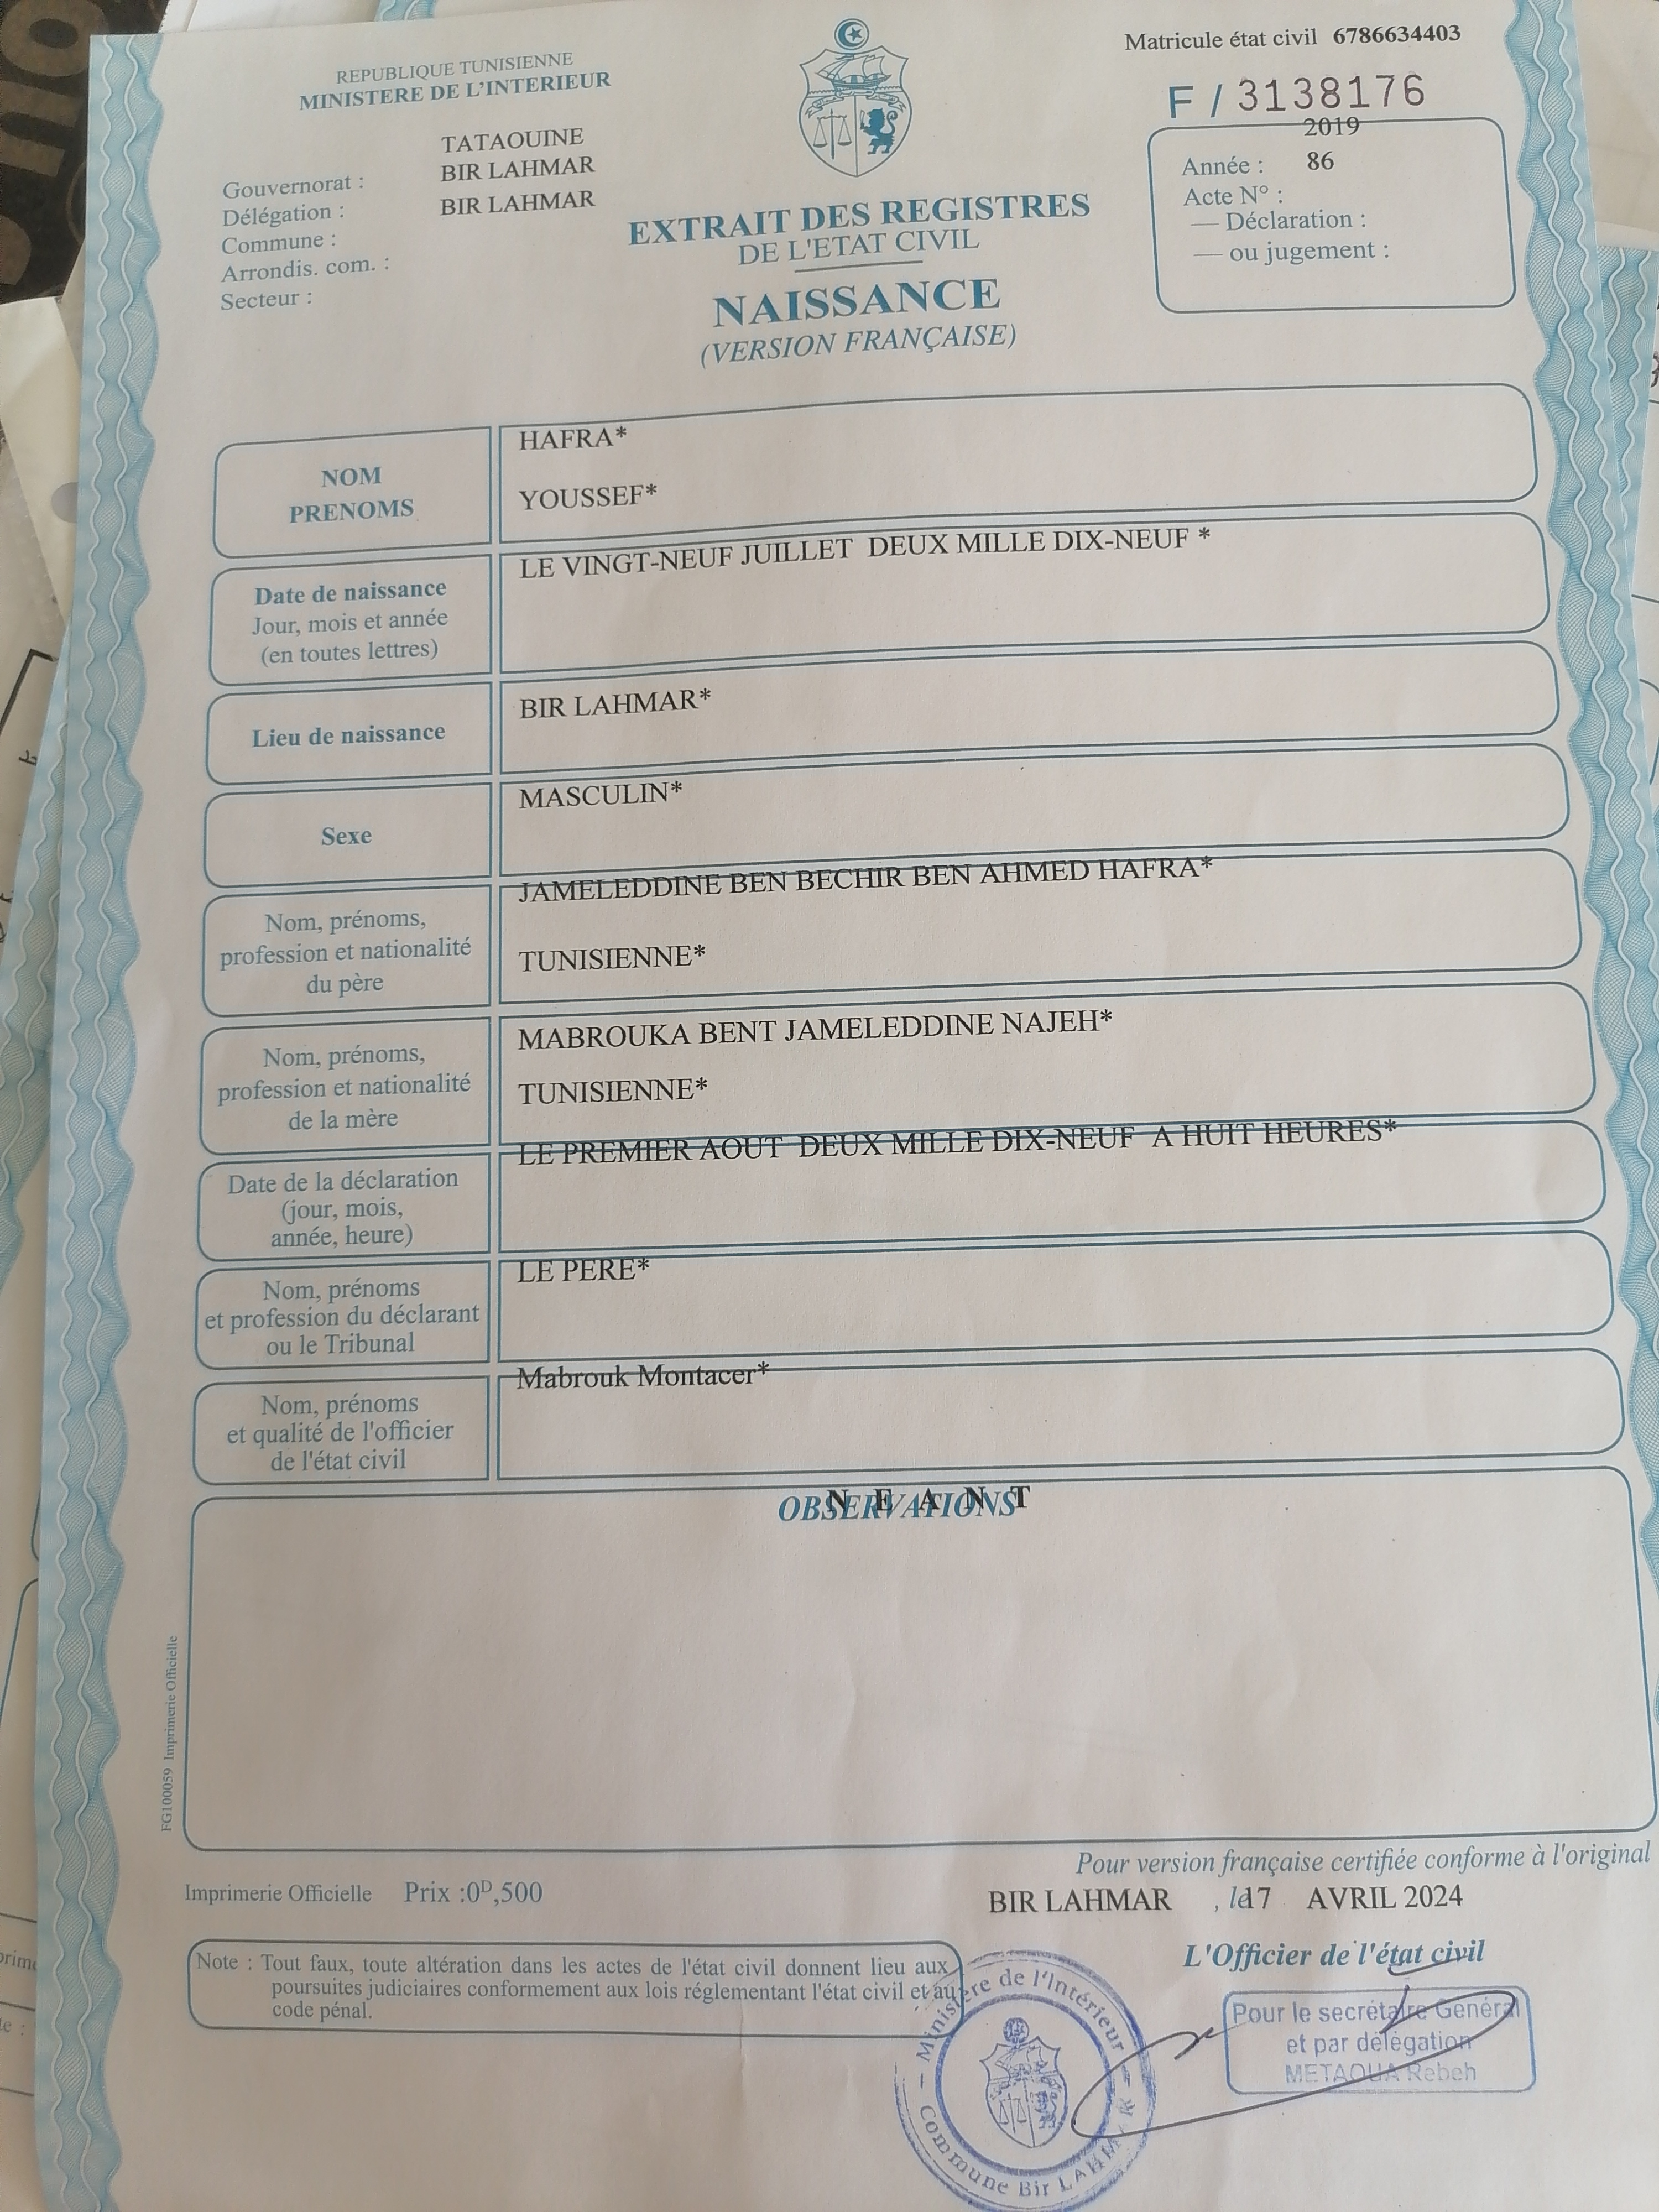 REPUBLIQUE TUNISIENNE
MINISTERE DE L'INTERIEUR
Matricule état civil 6786634403
F / 3138176
TATAOUINE
BIR LAHMAR
BIR LAHMAR
Gouvernorat :
Délégation :
Commune :
Arrondis. com. :
Secteur :
EXTRAIT DES REGISTRES
DE L'ETAT CIVIL
NAISSANCE
(VERSION FRANÇAISE)
2019
Année : 86
Acte N° :
— Déclaration :
— ou jugement :
NOM
PRENOMS
HAFRA*
YOUSSEF*
Date de naissance
Jour, mois et année
(en toutes lettres)
LE VINGT-NEUF JUILLET DEUX MILLE DIX-NEUF *
Lieu de naissance
BIR LAHMAR*
Sexe
MASCULIN*
Nom, prénoms,
profession et nationalité
du père
JAMELEDDINE BEN BECHIR BEN AHMED HAFRA*
TUNISIENNE*
Nom, prénoms,
profession et nationalité
de la mère
MABROUKA BENT JAMELEDDINE NAJEH*
TUNISIENNE*
Date de la déclaration
(jour, mois,
année, heure)
LE PREMIER AOUT DEUX MILLE DIX-NEUF A HUIT HEURES*
Nom, prénoms
et profession du déclarant
ou le Tribunal
LE PERE*
Nom, prénoms
et qualité de l'officier
de l'état civil
Mabrouk Montacer*
OBSERVATIONS
N E A N T
FG100059 Imprimerie Officielle
Pour version française certifiée conforme à l'original
Imprimerie Officielle Prix :0ᴰ,500
BIR LAHMAR , le 17 AVRIL 2024
L'Officier de l'état civil
Note : Tout faux, toute altération dans les actes de l'état civil donnent lieu aux
poursuites judiciaires conformement aux lois réglementant l'état civil et au
code pénal.
Pour le secrétaire Général
et par délégation
METAOUA Rebeh
Ministère de l'Intérieur
Commune Bir LAHMAR